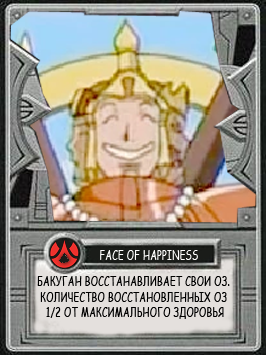 FACE OF HAPPINESS
БАКУГАН ВОССТАНАВЛИВАЕТ СВОИ ОЗ.
КОЛИЧЕСТВО ВОССТАНОВЛЕННЫХ ОЗ
1/2 ОТ МАКСИМАЛЬНОГО ЗДОРОВЬЯ